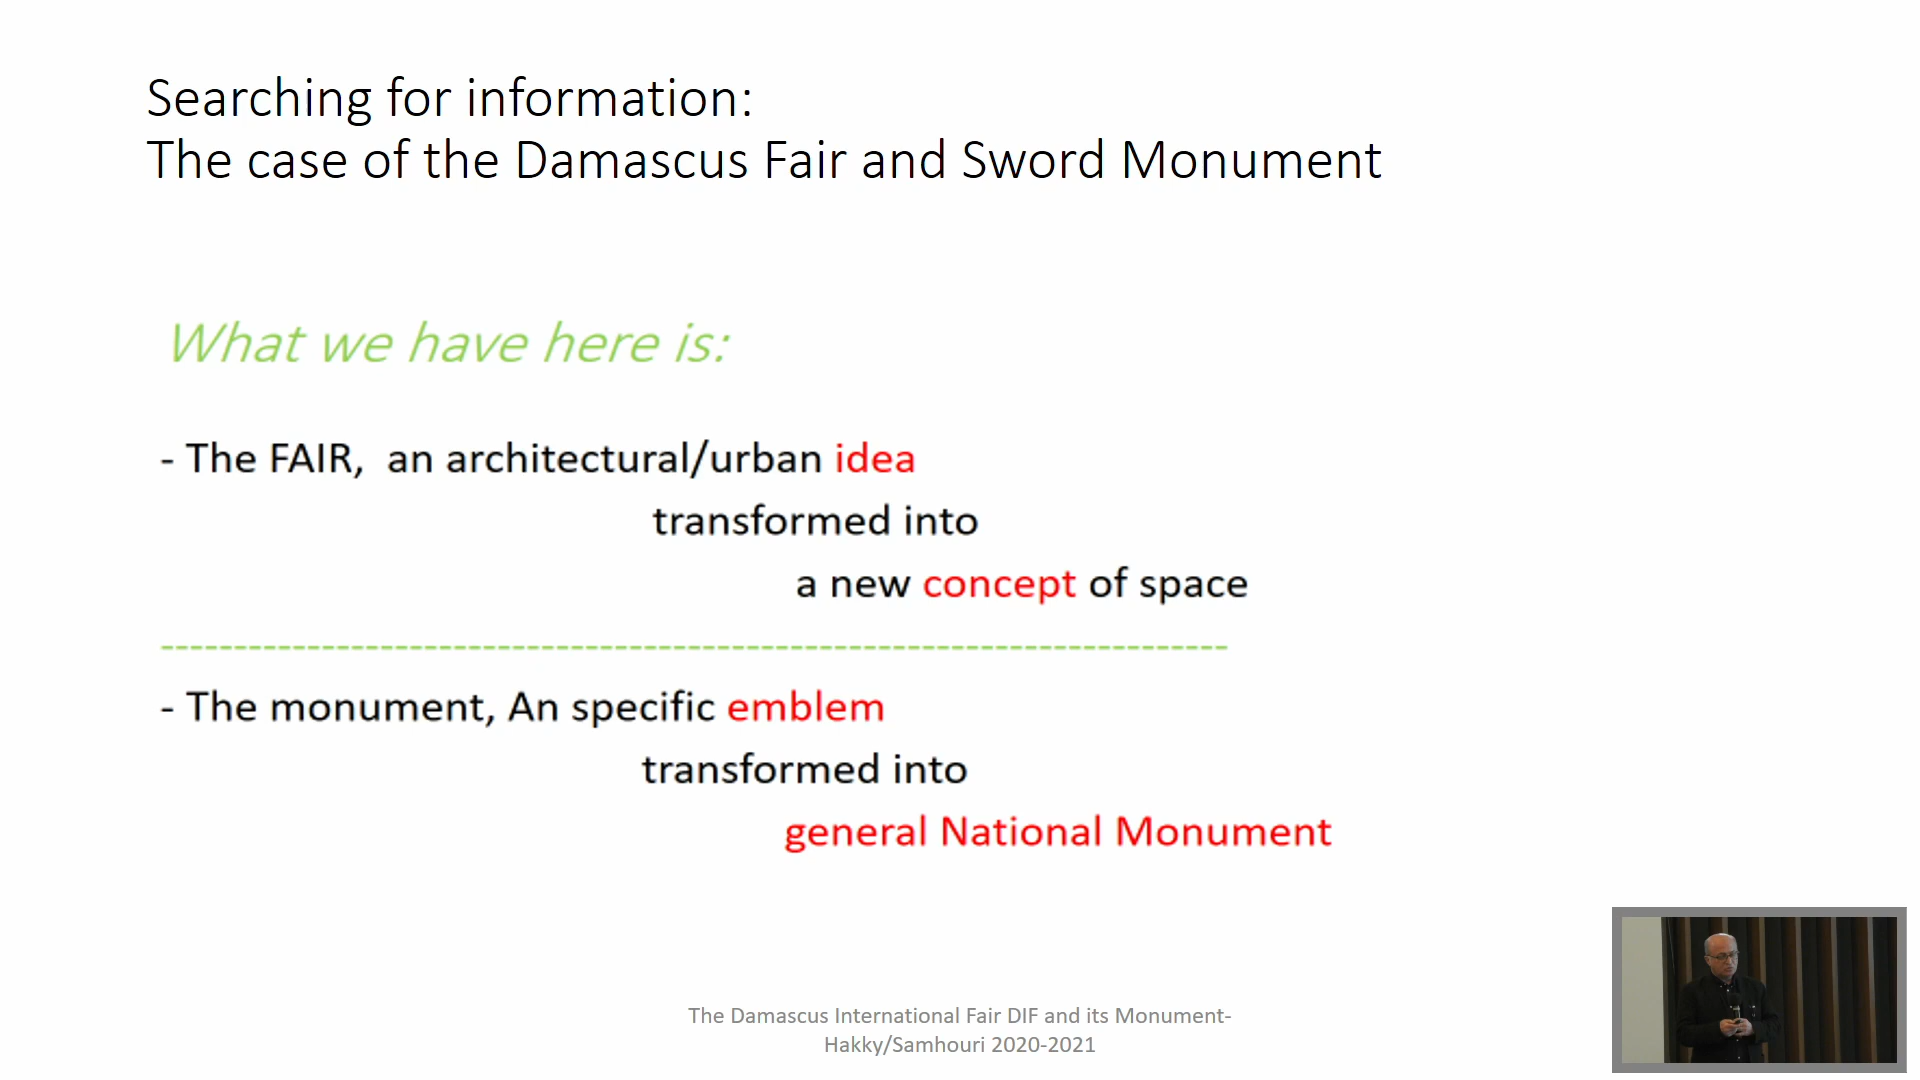 Searching for information:
The case of the Damascus Fair and Sword Monument
What we have here is:
- The FAIR, an architectural/urban idea
transformed into
a new concept of space
--------------------------------------------------------------------------
- The monument, An specific emblem
transformed into
general National Monument
The Damascus International Fair DIF and its Monument-
Hakky/Samhouri 2020-2021